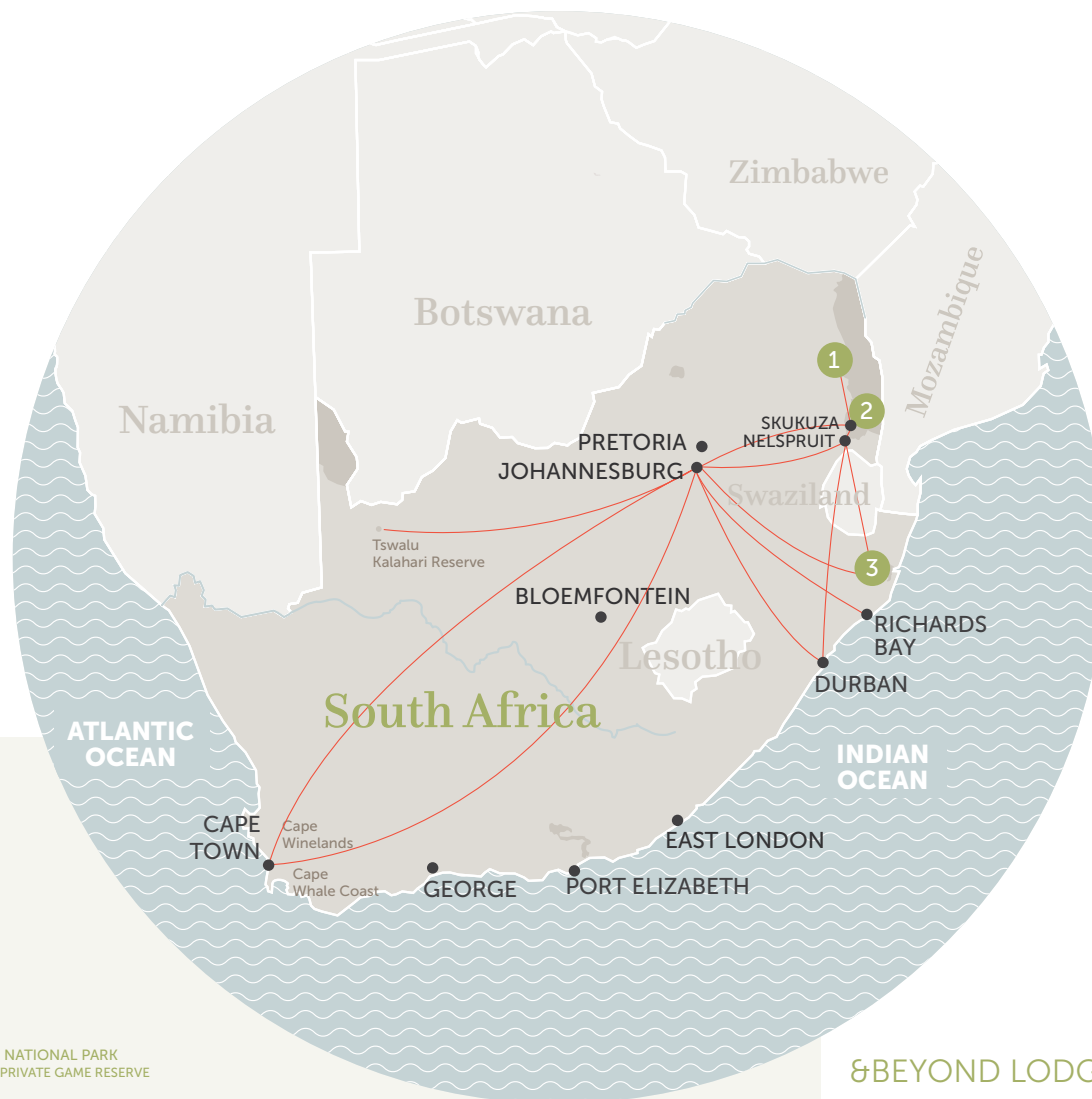 Zimbabwe
Botswana
Mozambique
Namibia
1
2
SKUKUZA
NELSPRUIT
PRETORIA
JOHANNESBURG
Swaziland
Tswalu
Kalahari Reserve
3
BLOEMFONTEIN
RICHARDS
BAY
Lesotho
DURBAN
South Africa
ATLANTIC
OCEAN
INDIAN
OCEAN
CAPE
TOWN
Cape
Winelands
EAST LONDON
Cape
Whale Coast
GEORGE
PORT ELIZABETH
NATIONAL PARK
PRIVATE GAME RESERVE
&BEYOND